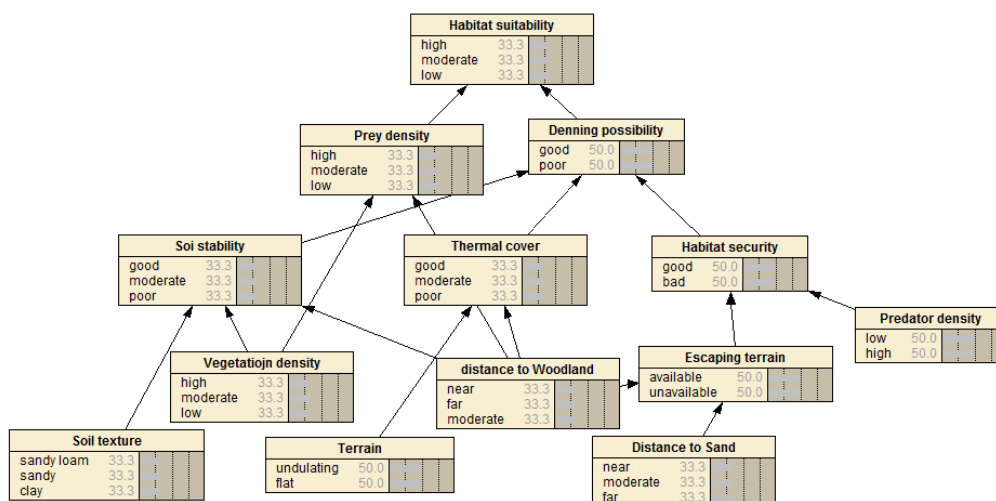 Habitat suitability
high 33.3
moderate 33.3
low 33.3
Prey density
high 33.3
moderate 33.3
low 33.3
Denning possibility
good 50.0
poor 50.0
Soi stability
good 33.3
moderate 33.3
poor 33.3
Thermal cover
good 33.3
moderate 33.3
poor 33.3
Habitat security
good 50.0
bad 50.0
Predator density
low 50.0
high 50.0
Vegetatiojn density
high 33.3
moderate 33.3
low 33.3
distance to Woodland
near 33.3
far 33.3
moderate 33.3
Escaping terrain
available 50.0
unavailable 50.0
Soil texture
sandy loam 33.3
sandy 33.3
clay 33.3
Terrain
undulating 50.0
flat 50.0
Distance to Sand
near 33.3
moderate 33.3
far 33.3